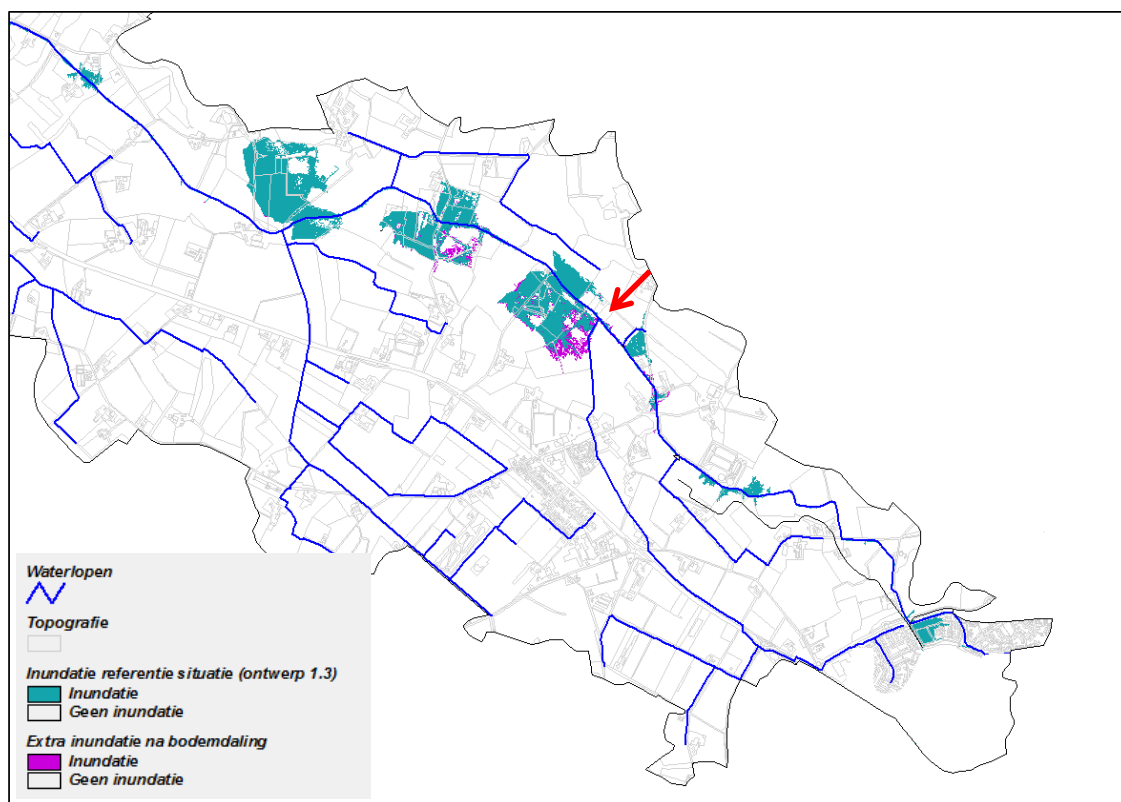 Waterlopen
Topografie
Inundatie referentie situatie (ontwerp 1.3)
Inundatie
Geen inundatie
Extra inundatie na bodemdaling
Inundatie
Geen inundatie